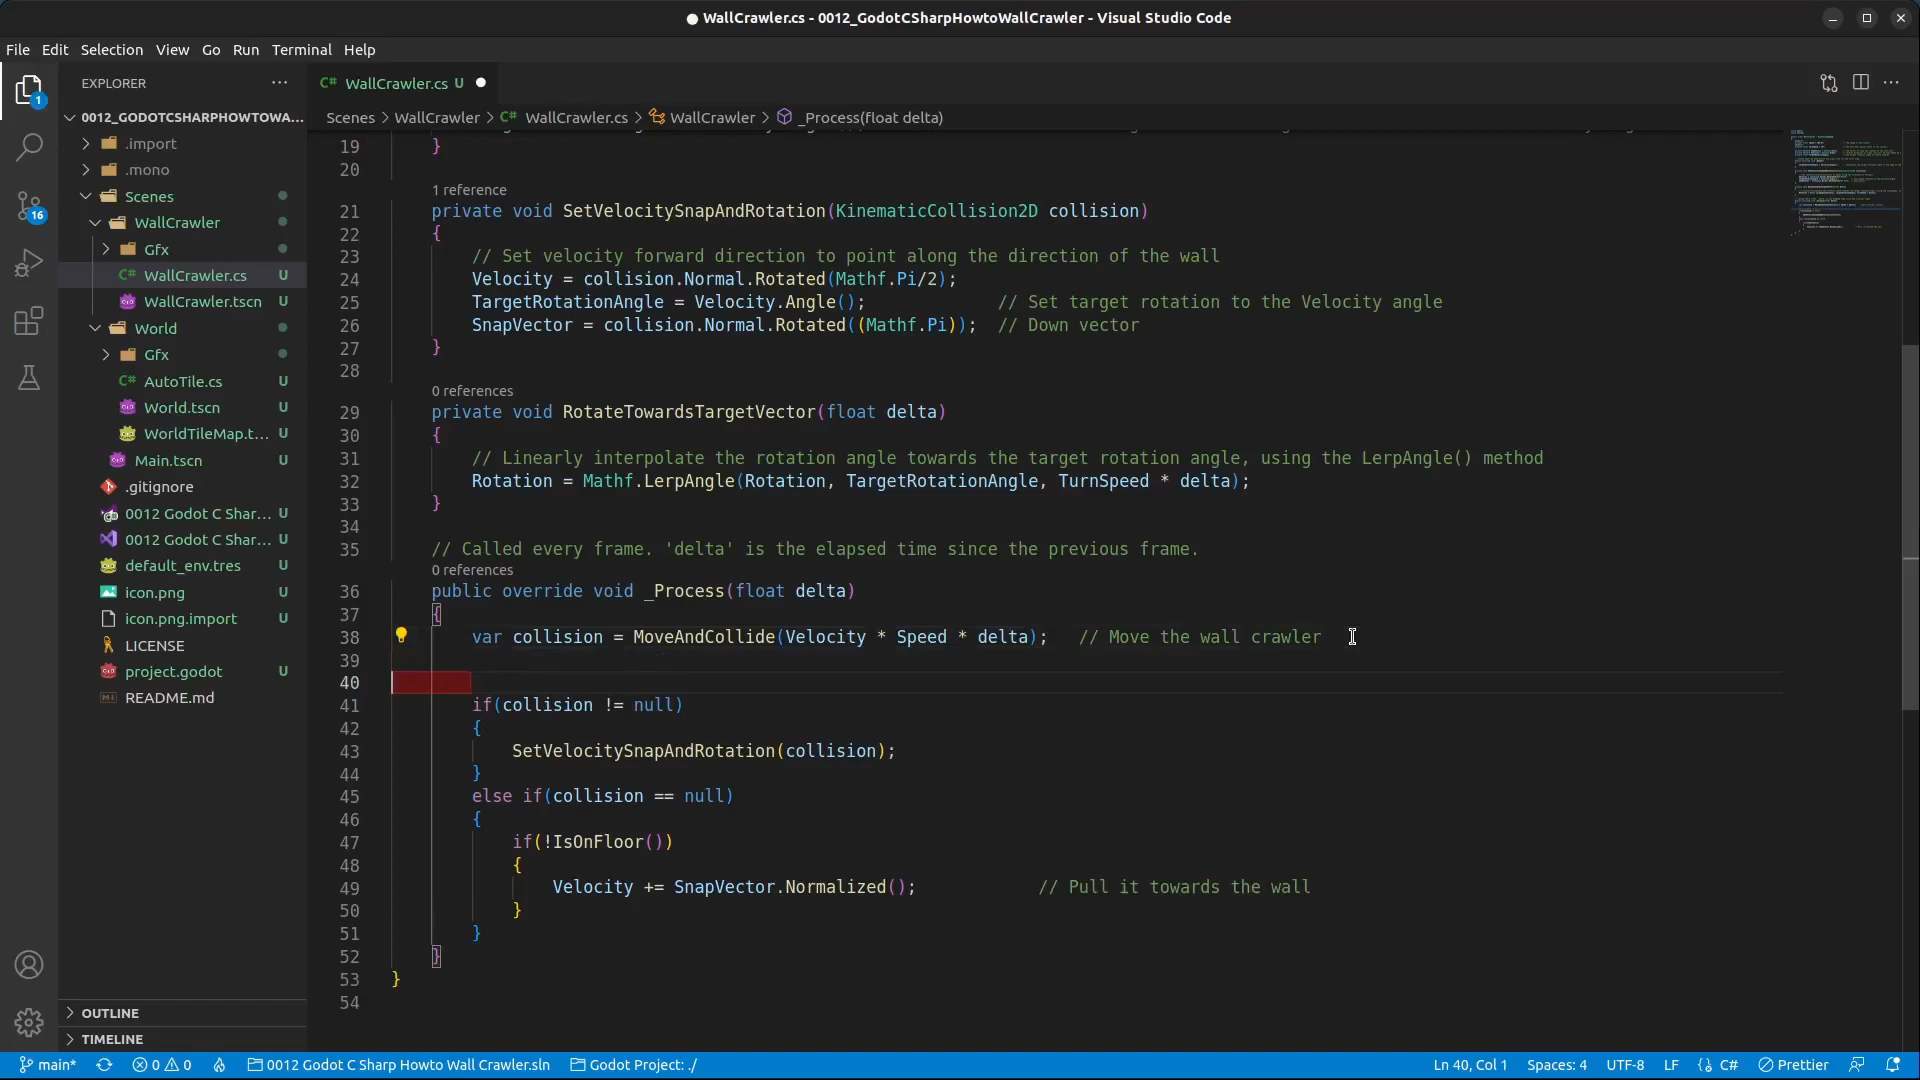 WallCrawler.cs - 0012_GodotCSharpHowtoWallCrawler - Visual Studio Code
File Edit Selection View Go Run Terminal Help
EXPLORER
1
16
0012_GODOTCSHARPHOWTOWA...
.import
.mono
Scenes
WallCrawler
Gfx
WallCrawler.cs U
WallCrawler.tscn U
World
Gfx
AutoTile.cs U
World.tscn U
WorldTileMap.t... U
Main.tscn U
.gitignore
0012 Godot C Shar... U
0012 Godot C Shar... U
default_env.tres U
icon.png U
icon.png.import U
LICENSE
project.godot U
README.md
OUTLINE
TIMELINE
C# WallCrawler.cs U
Scenes > WallCrawler > C# WallCrawler.cs > WallCrawler > _Process(float delta)
19 }
20
1 reference
21 private void SetVelocitySnapAndRotation(KinematicCollision2D collision)
22 {
23 // Set velocity forward direction to point along the direction of the wall
24 Velocity = collision.Normal.Rotated(Mathf.Pi/2);
25 TargetRotationAngle = Velocity.Angle(); // Set target rotation to the Velocity angle
26 SnapVector = collision.Normal.Rotated((Mathf.Pi)); // Down vector
27 }
28
0 references
29 private void RotateTowardsTargetVector(float delta)
30 {
31 // Linearly interpolate the rotation angle towards the target rotation angle, using the LerpAngle() method
32 Rotation = Mathf.LerpAngle(Rotation, TargetRotationAngle, TurnSpeed * delta);
33 }
34
35 // Called every frame. 'delta' is the elapsed time since the previous frame.
0 references
36 public override void _Process(float delta)
37 {
38 var collision = MoveAndCollide(Velocity * Speed * delta); // Move the wall crawler
39
40
41 if(collision != null)
42 {
43 SetVelocitySnapAndRotation(collision);
44 }
45 else if(collision == null)
46 {
47 if(!IsOnFloor())
48 {
49 Velocity += SnapVector.Normalized(); // Pull it towards the wall
50 }
51 }
52 }
53 }
54
main* 0 0 0012 Godot C Sharp Howto Wall Crawler.sln Godot Project: ./ Ln 40, Col 1 Spaces: 4 UTF-8 LF {} C# Prettier